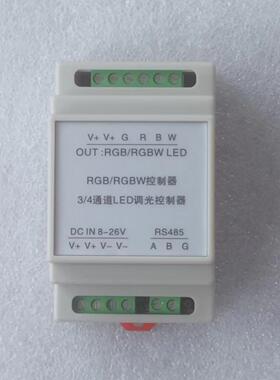 V+ V+ G R B W
OUT :RGB/RGBW LED
RGB/RGBW控制器
3/4通道LED调光控制器
DC IN 8-26V RS485
V+ V+ V- V- A B G